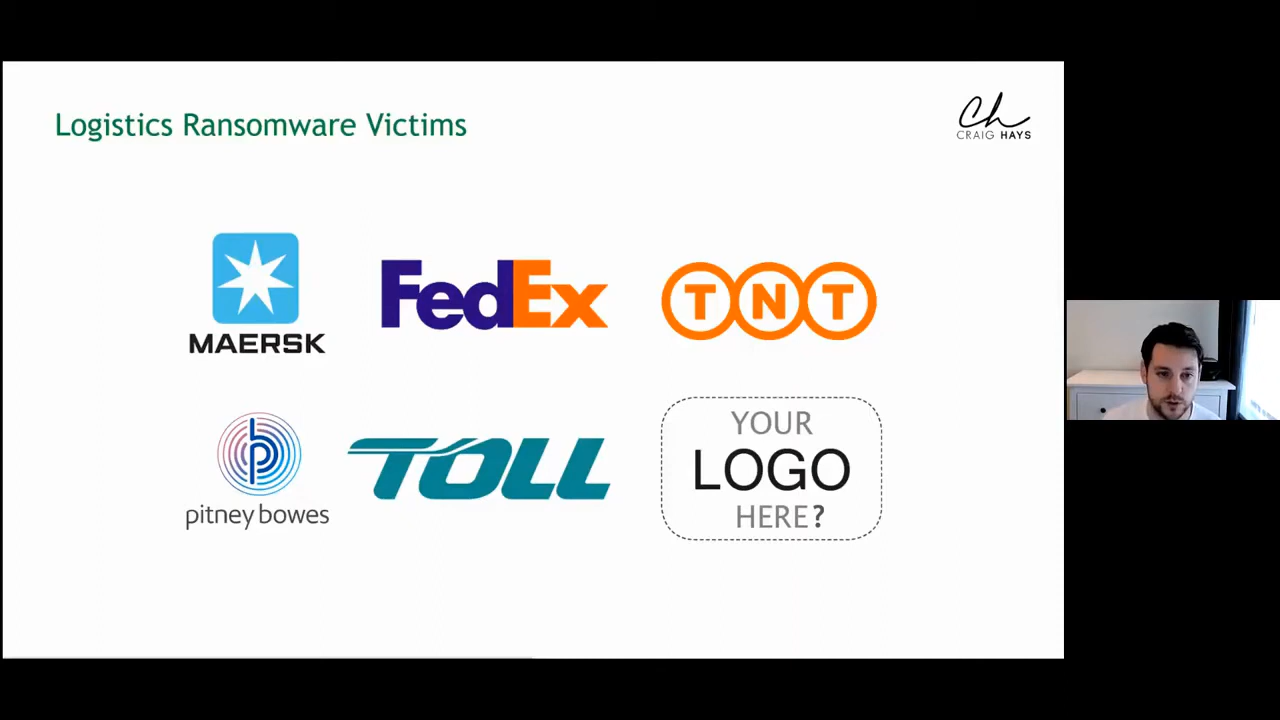 Logistics Ransomware Victims
Ch
CRAIG HAYS
MAERSK
FedEx
TNT
pitney bowes
TOLL
YOUR
LOGO
HERE?